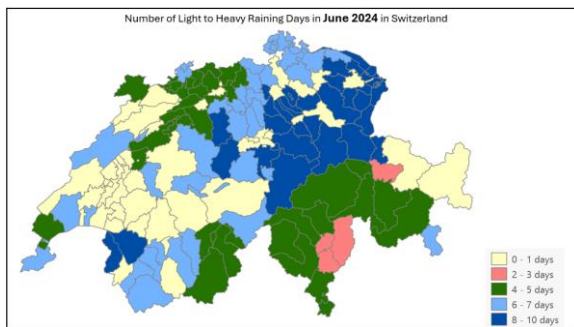 Number of Light to Heavy Raining Days in June 2024 in Switzerland
0 - 1 days
2 - 3 days
4 - 5 days
6 - 7 days
8 - 10 days